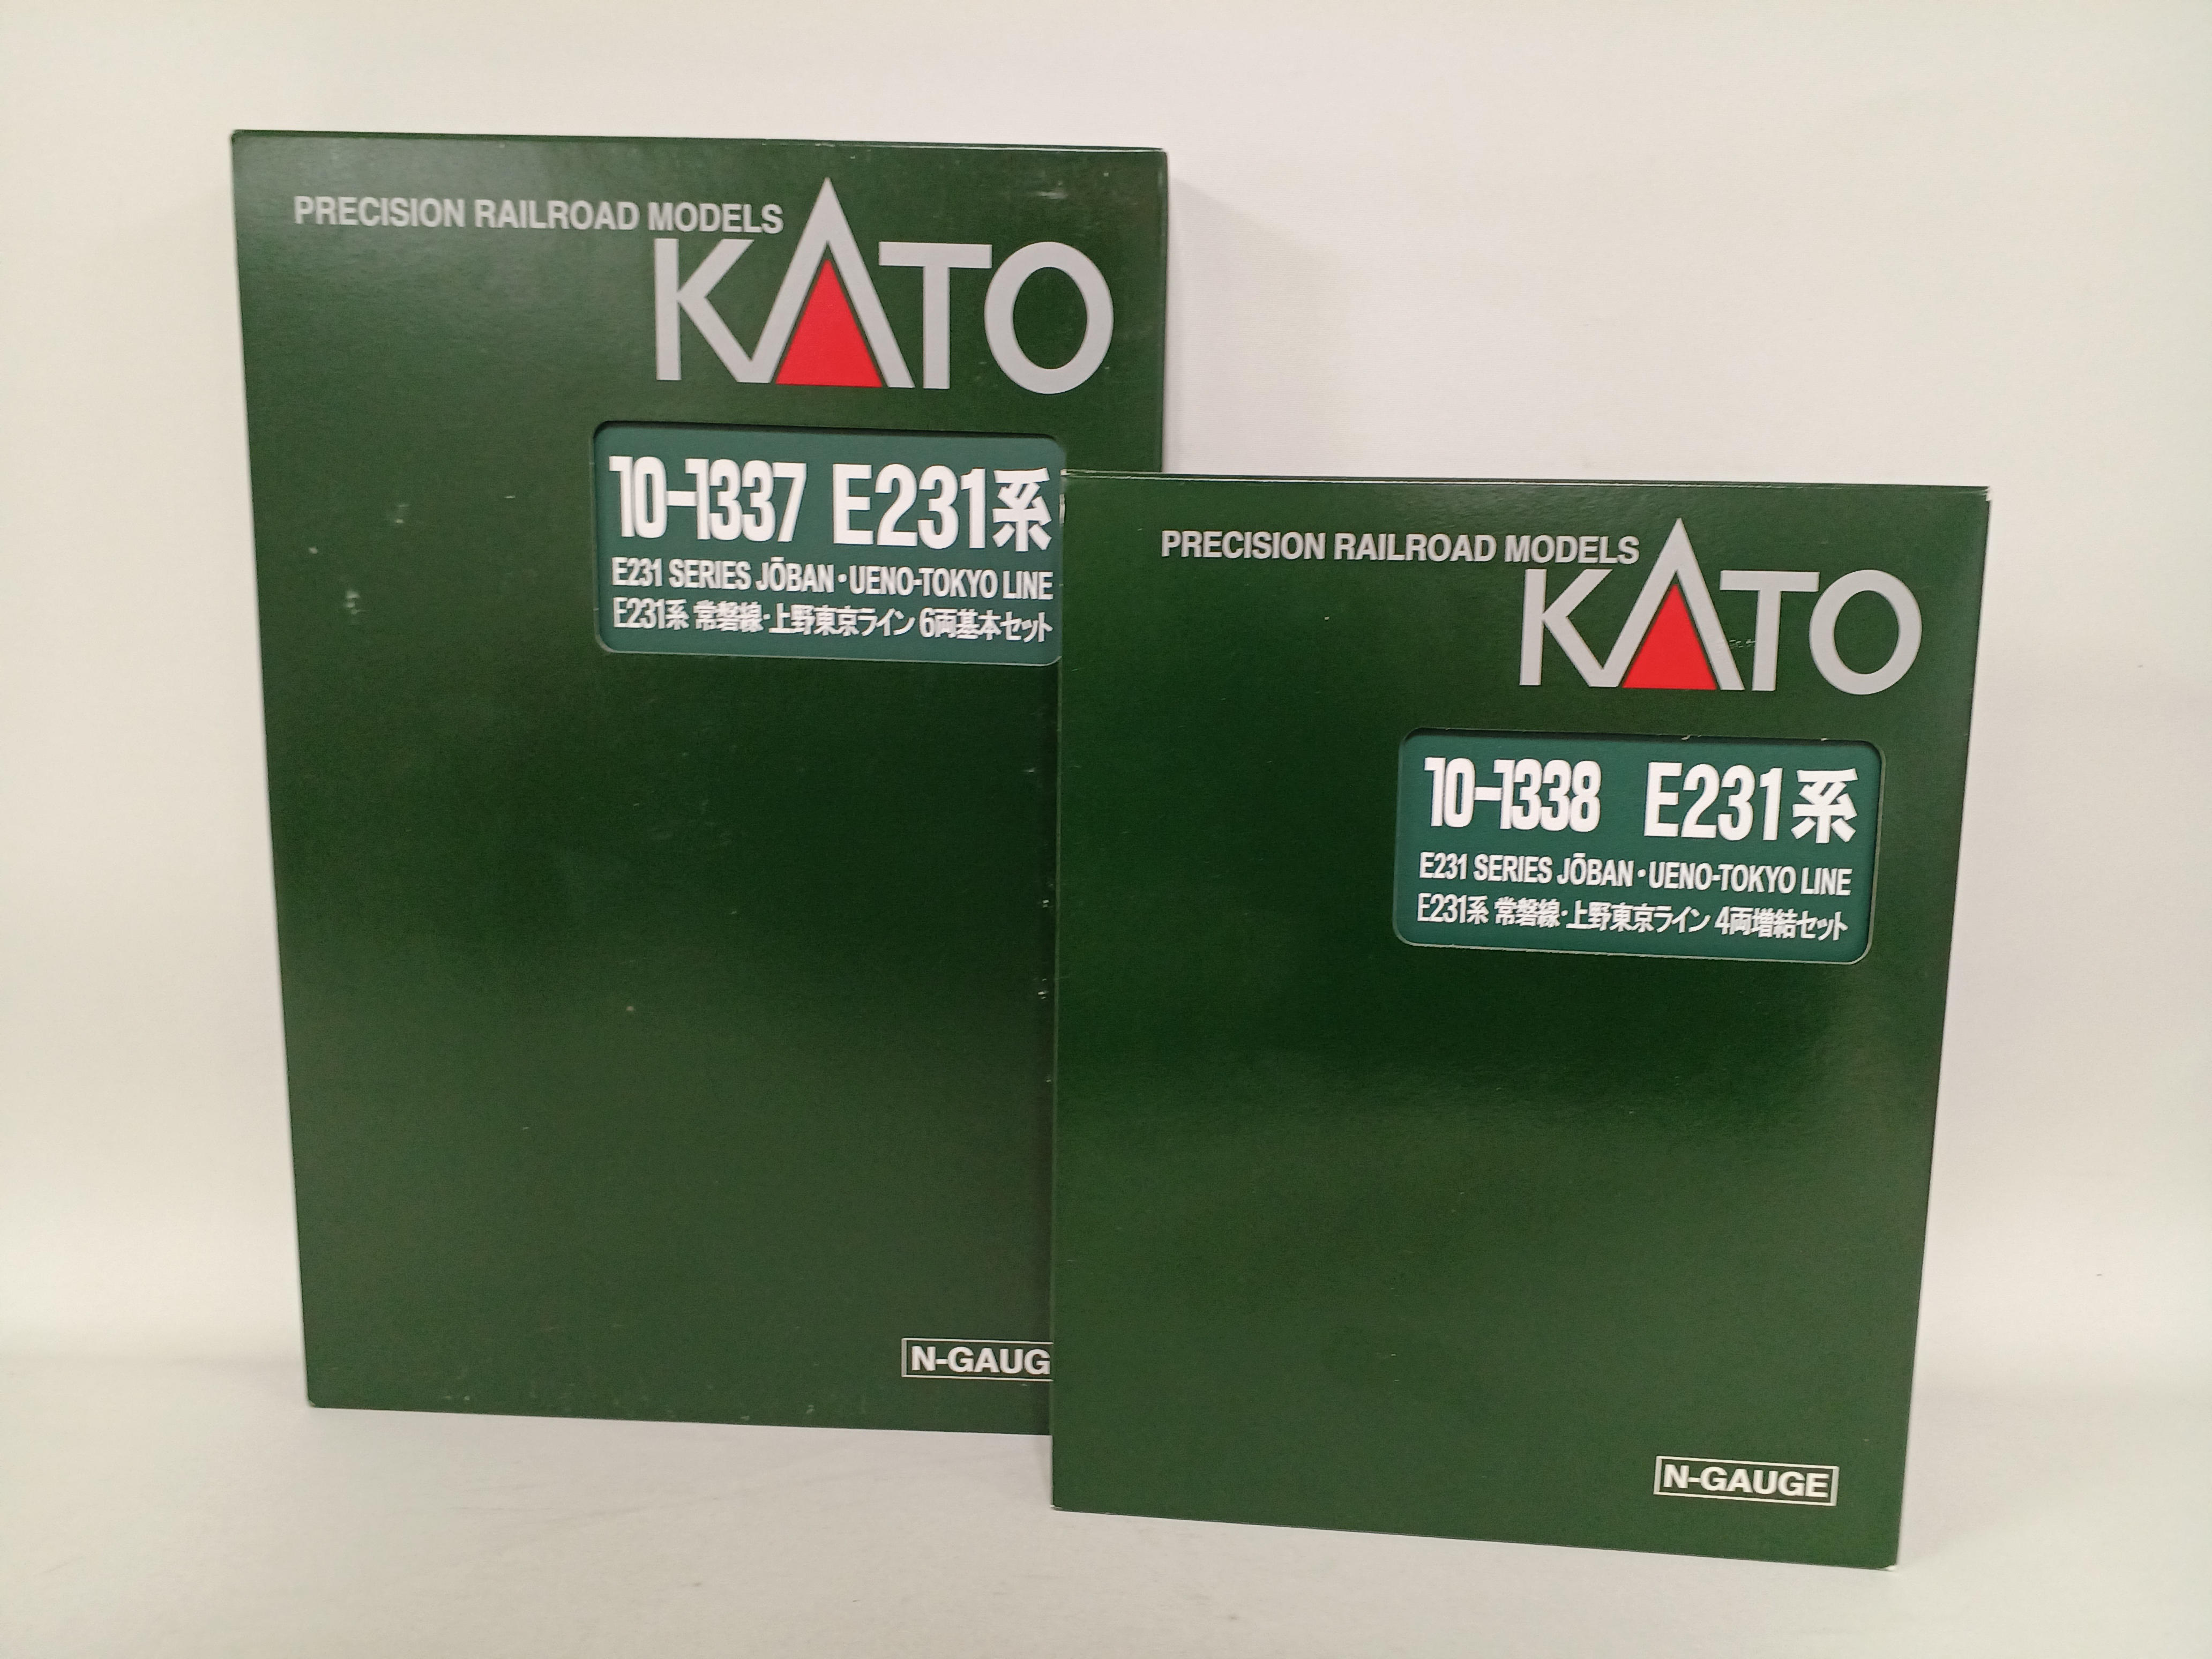 PRECISION RAILROAD MODELS
KATO
10-1337 E231系
E231 SERIES JŌBAN・UENO-TOKYO LINE
E231系 常磐線・上野東京ライン 6両基本セット
N-GAUG
PRECISION RAILROAD MODELS
KATO
10-1338 E231系
E231 SERIES JŌBAN・UENO-TOKYO LINE
E231系 常磐線・上野東京ライン 4両増結セット
N-GAUGE